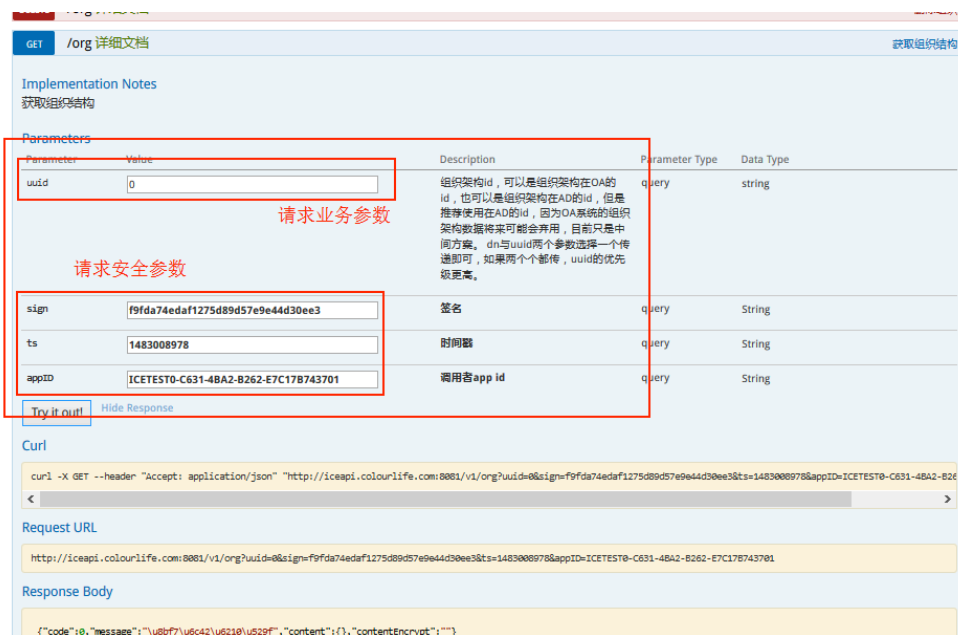 GET /org 详细文档 获取组织结构
Implementation Notes
获取组织结构
Parameters
Parameter Value Description Parameter Type Data Type
uuid 0 组织架构id，可以是组织架构在OA的 query string
id，也可以是组织架构在AD的id，但是
推荐使用在AD的id，因为OA系统的组织
架构数据将来可能会弃用，目前只是中
间方案。 dn与uuid两个参数选择一个传
递即可，如果两个个都传，uuid的优先
级更高。
请求业务参数
请求安全参数
sign f9fda74edaf1275d89d57e9e44d30ee3 签名 query String
ts 1483008978 时间戳 query String
appID ICETEST0-C631-4BA2-B262-E7C17B743701 调用者app id query String
Try it out! Hide Response
Curl
curl -X GET --header "Accept: application/json" "http://iceapi.colourlife.com:8081/v1/org?uuid=0&sign=f9fda74edaf1275d89d57e9e44d30ee3&ts=1483008978&appID=ICETEST0-C631-4BA2-B26
Request URL
http://iceapi.colourlife.com:8081/v1/org?uuid=0&sign=f9fda74edaf1275d89d57e9e44d30ee3&ts=1483008978&appID=ICETEST0-C631-4BA2-B262-E7C17B743701
Response Body
{"code":0,"message":"\u8bf7\u6c42\u6210\u529f","content":{},"contentEncrypt":""}